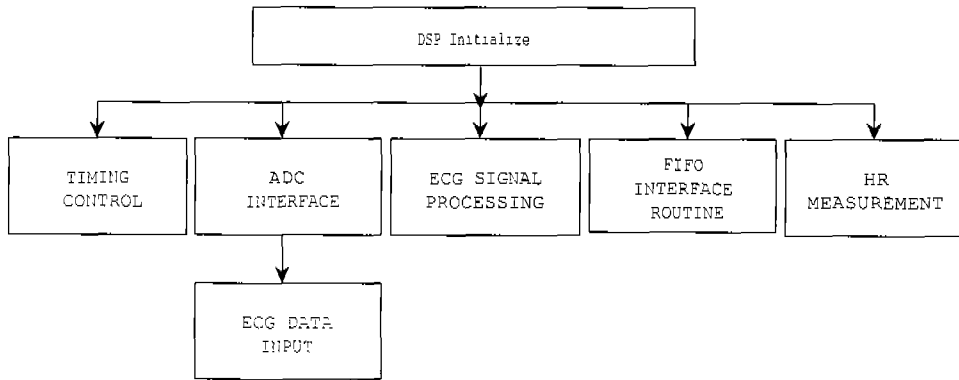 DSP Initialize
TIMING
CONTROL
ADC
INTERFACE
ECG SIGNAL
PROCESSING
FIFO
INTERFACE
ROUTINE
HR
MEASUREMENT
ECG DATA
INPUT